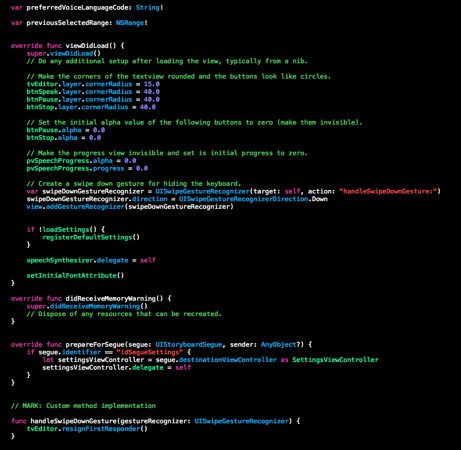 var preferredVoiceLanguageCode: String!
var previousSelectedRange: NSRange!
override func viewDidLoad() {
super.viewDidLoad()
// Do any additional setup after loading the view, typically from a nib.
// Make the corners of the textview rounded and the buttons look like circles.
tvEditor.layer.cornerRadius = 15.0
btnSpeak.layer.cornerRadius = 40.0
btnPause.layer.cornerRadius = 40.0
btnStop.layer.cornerRadius = 40.0
// Set the initial alpha value of the following buttons to zero (make them invisible).
btnPause.alpha = 0.0
btnStop.alpha = 0.0
// Make the progress view invisible and set is initial progress to zero.
pvSpeechProgress.alpha = 0.0
pvSpeechProgress.progress = 0.0
// Create a swipe down gesture for hiding the keyboard.
var swipeDownGestureRecognizer = UISwipeGestureRecognizer(target: self, action: "handleSwipeDownGesture:")
swipeDownGestureRecognizer.direction = UISwipeGestureRecognizerDirection.Down
view.addGestureRecognizer(swipeDownGestureRecognizer)
if !loadSettings() {
registerDefaultSettings()
}
speechSynthesizer.delegate = self
setInitialFontAttribute()
}
override func didReceiveMemoryWarning() {
super.didReceiveMemoryWarning()
// Dispose of any resources that can be recreated.
}
override func prepareForSegue(segue: UIStoryboardSegue, sender: AnyObject?) {
if segue.identifier == "idSegueSettings" {
let settingsViewController = segue.destinationViewController as SettingsViewController
settingsViewController.delegate = self
}
}
// MARK: Custom method implementation
func handleSwipeDownGesture(gestureRecognizer: UISwipeGestureRecognizer) {
tvEditor.resignFirstResponder()
}